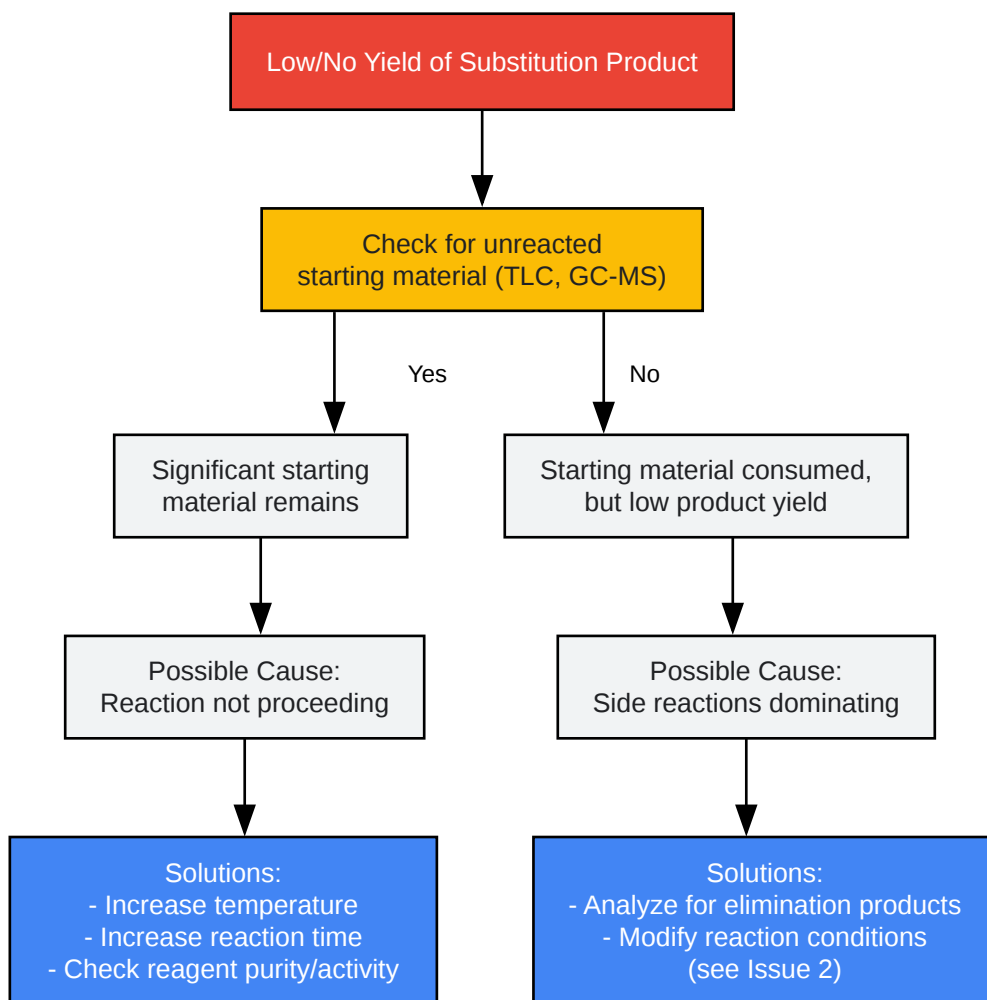 Low/No Yield of Substitution Product
Check for unreacted
starting material (TLC, GC-MS)
Yes
No
Significant starting
material remains
Starting material consumed,
but low product yield
Possible Cause:
Reaction not proceeding
Possible Cause:
Side reactions dominating
Solutions:
- Increase temperature
- Increase reaction time
- Check reagent purity/activity
Solutions:
- Analyze for elimination products
- Modify reaction conditions
(see Issue 2)